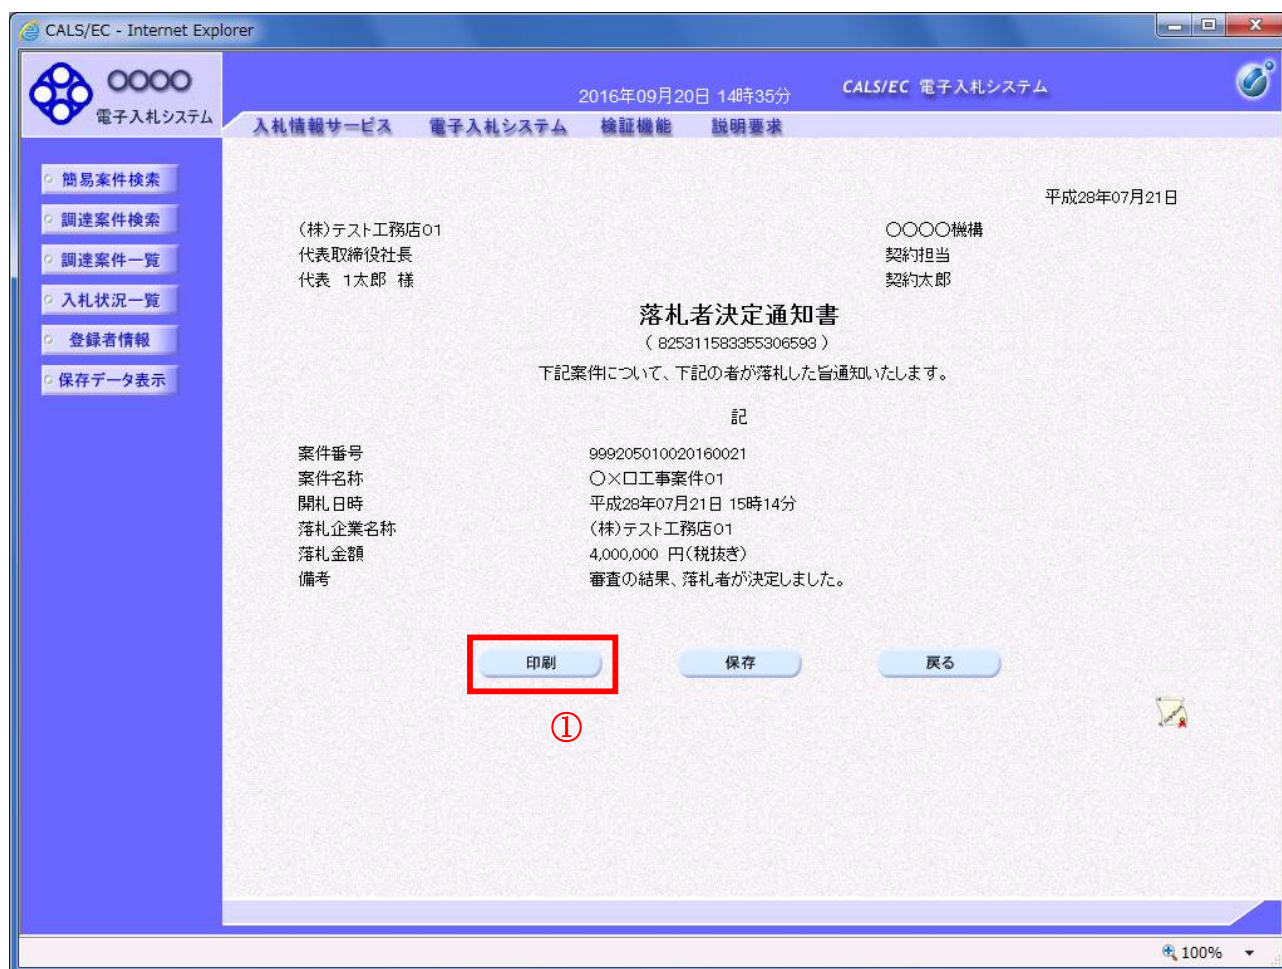 CALS/EC - Internet Explorer
○○○○
電子入札システム
2016年09月20日 14時35分
CALS/EC 電子入札システム
入札情報サービス 電子入札システム 検証機能 説明要求
簡易案件検索
調達案件検索
調達案件一覧
入札状況一覧
登録者情報
保存データ表示
平成28年07月21日
(株)テスト工務店01
代表取締役社長
代表 1太郎 様
○○○○機構
契約担当
契約太郎
落札者決定通知書
( 825311583355306593 )
下記案件について、下記の者が落札した旨通知いたします。
記
案件番号 999205010020160021
案件名称 ○×口工事案件01
開札日時 平成28年07月21日 15時14分
落札企業名称 (株)テスト工務店01
落札金額 4,000,000 円(税抜き)
備考 審査の結果、落札者が決定しました。
印刷 保存 戻る
①
100%